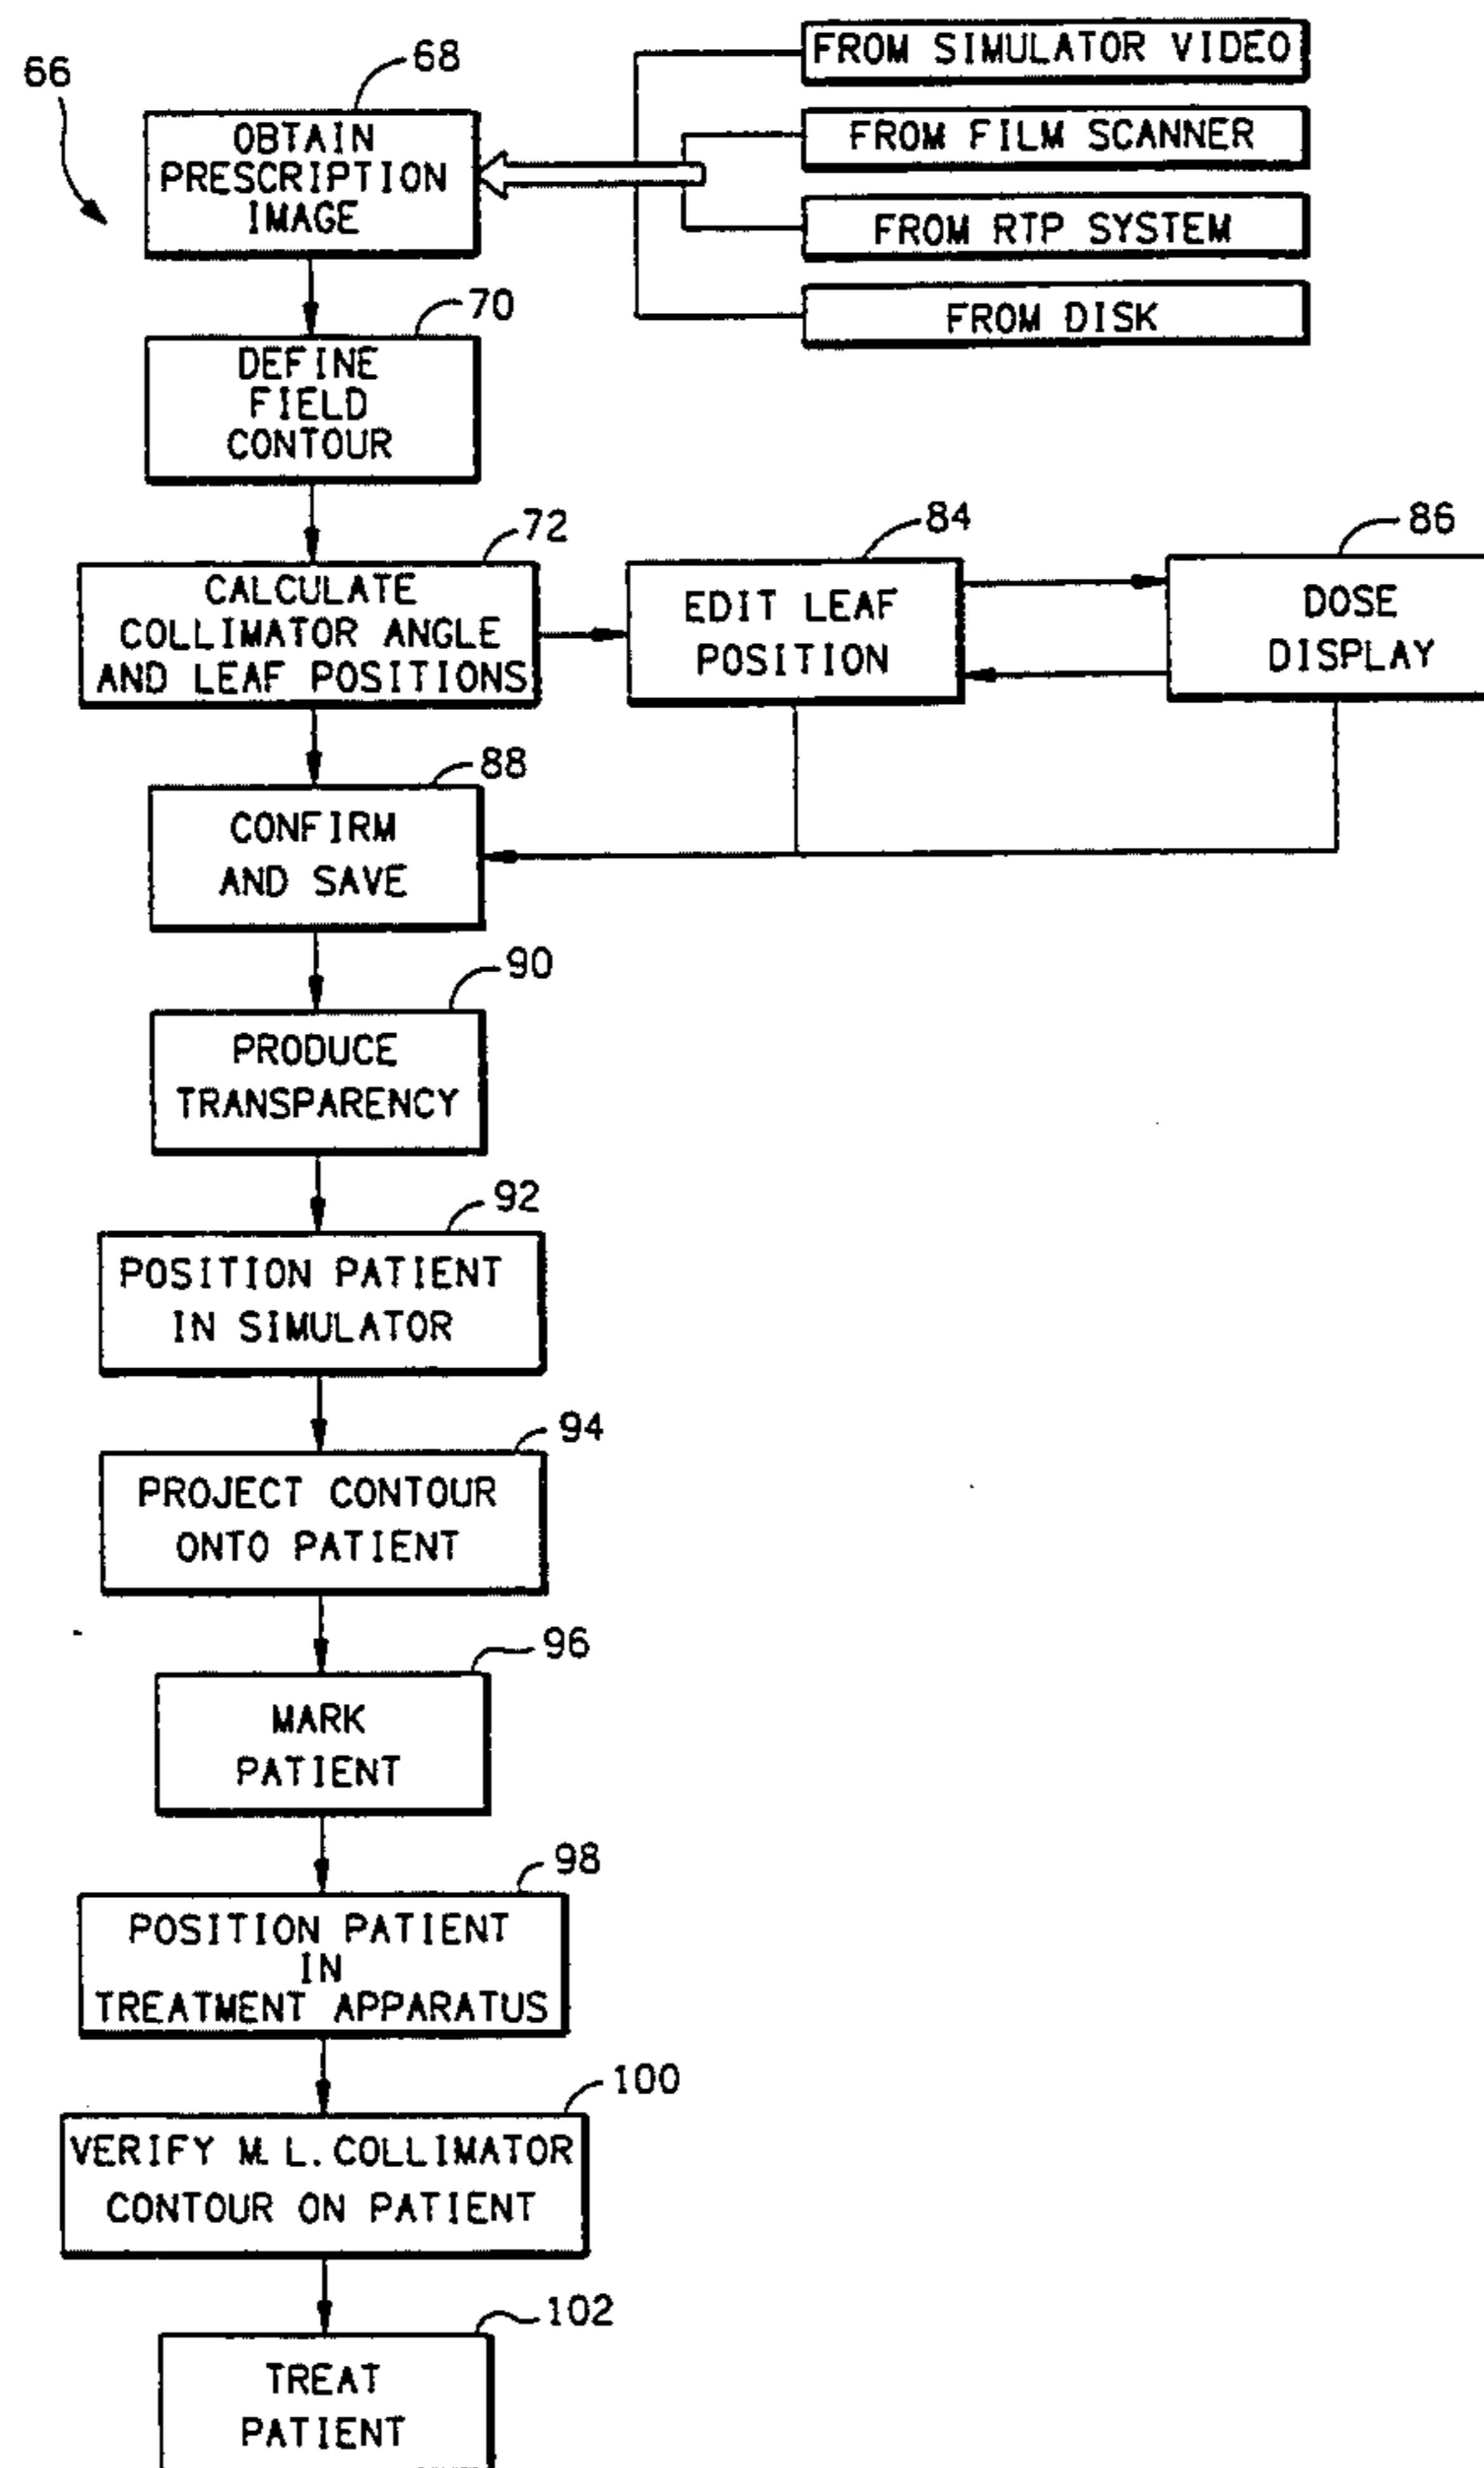 66
68
OBTAIN
PRESCRIPTION
IMAGE
FROM SIMULATOR VIDEO
FROM FILM SCANNER
FROM RTP SYSTEM
FROM DISK
70
DEFINE
FIELD
CONTOUR
72
CALCULATE
COLLIMATOR ANGLE
AND LEAF POSITIONS
84
EDIT LEAF
POSITION
86
DOSE
DISPLAY
88
CONFIRM
AND SAVE
90
PRODUCE
TRANSPARENCY
92
POSITION PATIENT
IN SIMULATOR
94
PROJECT CONTOUR
ONTO PATIENT
96
MARK
PATIENT
98
POSITION PATIENT
IN
TREATMENT APPARATUS
100
VERIFY M. L. COLLIMATOR
CONTOUR ON PATIENT
102
TREAT
PATIENT